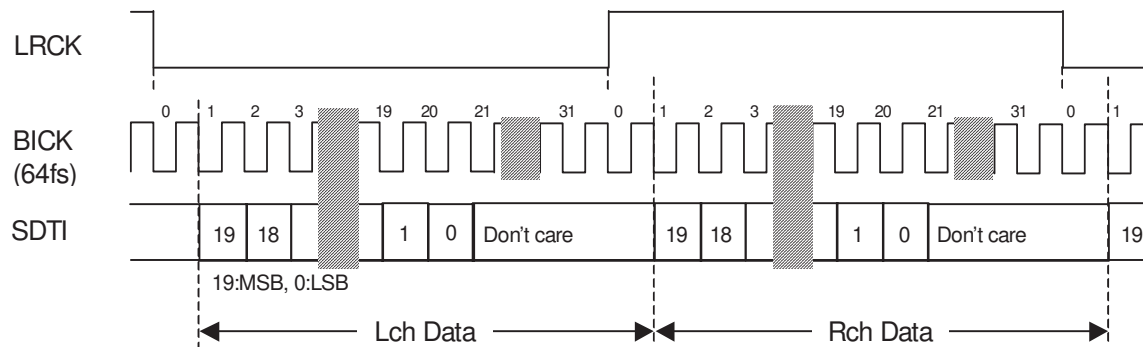 LRCK
0 1 2 3 19 20 21 31 0 1 2 3 19 20 21 31 0 1
BICK
(64fs)
SDTI 19 18 1 0 Don't care 19 18 1 0 Don't care 19
19:MSB, 0:LSB
Lch Data Rch Data